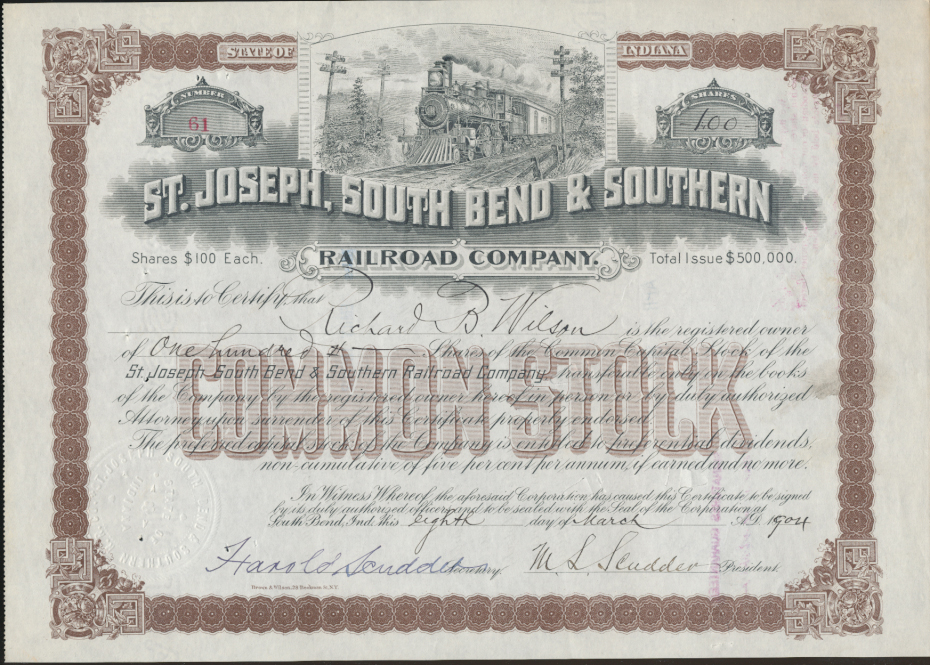 STATE OF INDIANA
NUMBER
61
SHARES
100
ST. JOSEPH, SOUTH BEND & SOUTHERN
Shares $100 Each.
RAILROAD COMPANY.
Total Issue $500,000.
This is to Certify, that
Richard B. Wilson is the registered owner
of One hundred Shares of the Common Capital Stock of the
St. Joseph South Bend & Southern Railroad Company transferable only on the books
of the Company by the registered owner hereof in person or by duly authorized
Attorney upon surrender of this Certificate properly endorsed.
The preferred capital stock of the Company is entitled to preferential dividends,
non-cumulative of five per cent per annum, if earned and no more.
COMMON STOCK
In Witness Whereof, the aforesaid Corporation has caused this Certificate to be signed
by its duly authorized officers and to be sealed with the Seal of the Corporation at
South Bend, Ind. this eighth day of March A.D. 1904
Harold Scudder Secretary. M. L. Scudder President.